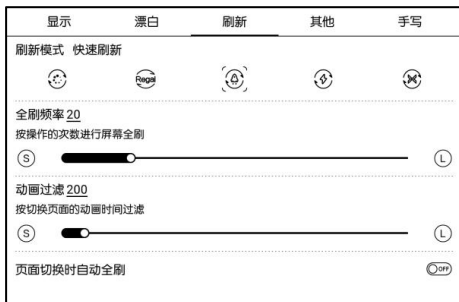 显示 漂白 刷新 其他 手写
刷新模式 快速刷新
Regal A
全刷频率 20
按操作的次数进行屏幕全刷
S L
动画过滤 200
按切换页面的动画时间过滤
S L
页面切换时自动全刷 OFF